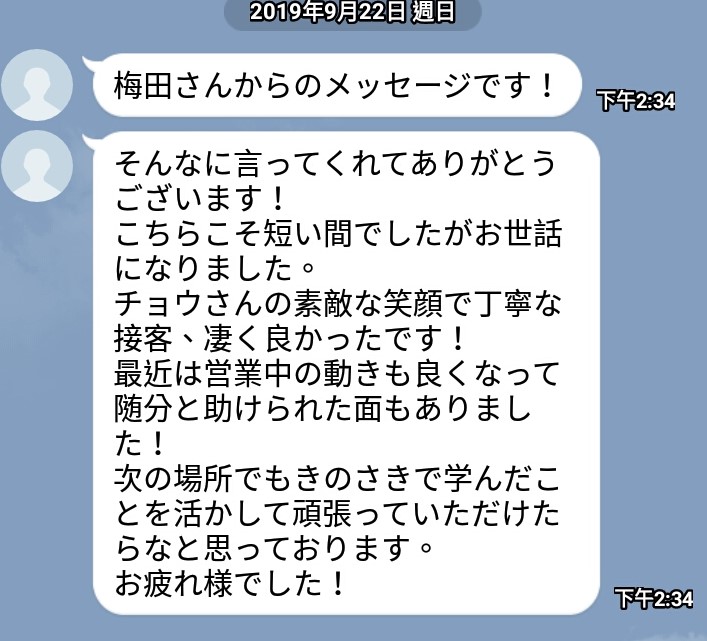 2019年9月22日 週日
梅田さんからのメッセージです！
下午2:34
そんなに言ってくれてありがとう
ございます！
こちらこそ短い間でしたがお世話
になりました。
チョウさんの素敵な笑顔で丁寧な
接客、凄く良かったです！
最近は営業中の動きも良くなって
随分と助けられた面もありまし
た！
次の場所でもきのさきで学んだこ
とを活かして頑張っていただけた
らなと思っております。
お疲れ様でした！
下午2:34